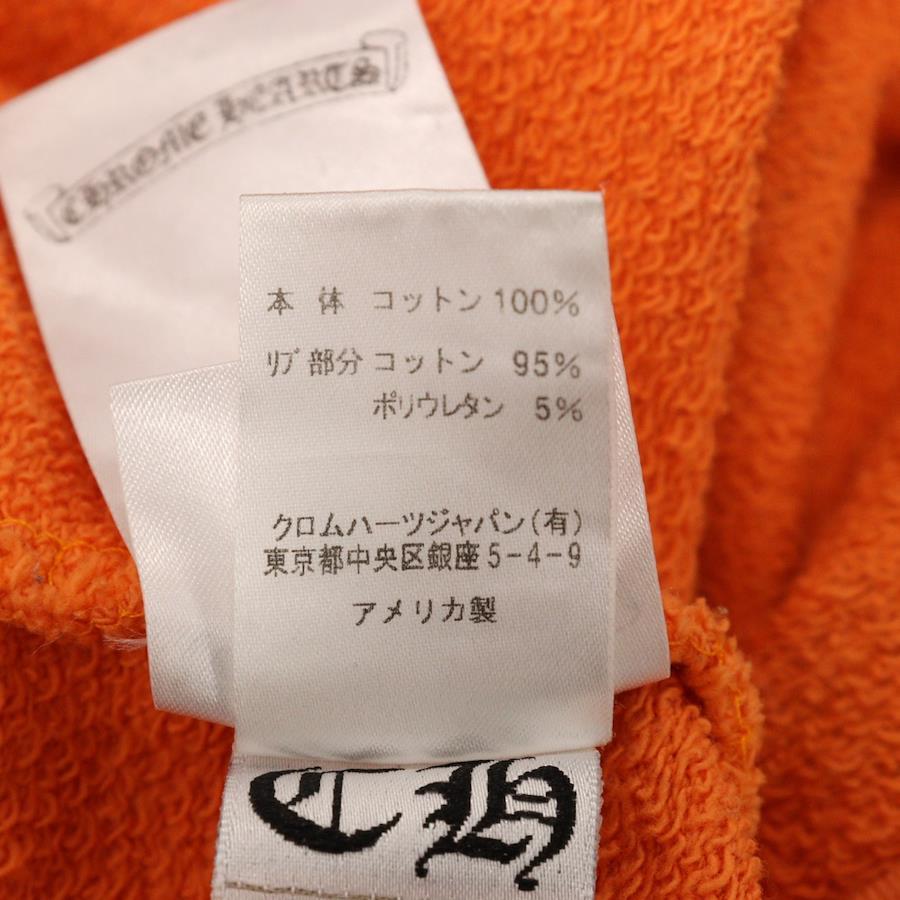 CHROME HEARTS
本体 コットン 100%
リブ部分 コットン 95%
ポリウレタン 5%
クロムハーツジャパン(有)
東京都中央区銀座5-4-9
アメリカ製
CH